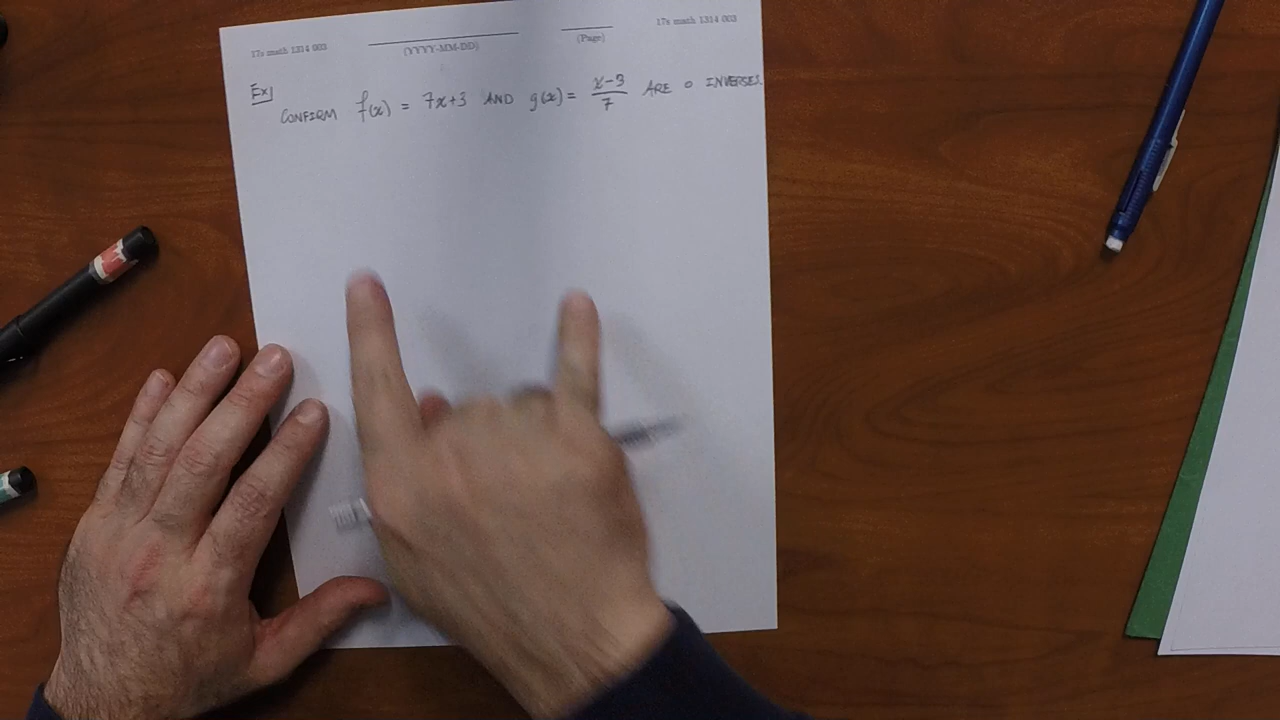 17s math 1314 003 (YYYY-MM-DD) (Page) 17s math 1314 003
Ex1
CONFIRM f(x) = 7x+3 AND g(x) = (x-3)/7 ARE o INVERSES.